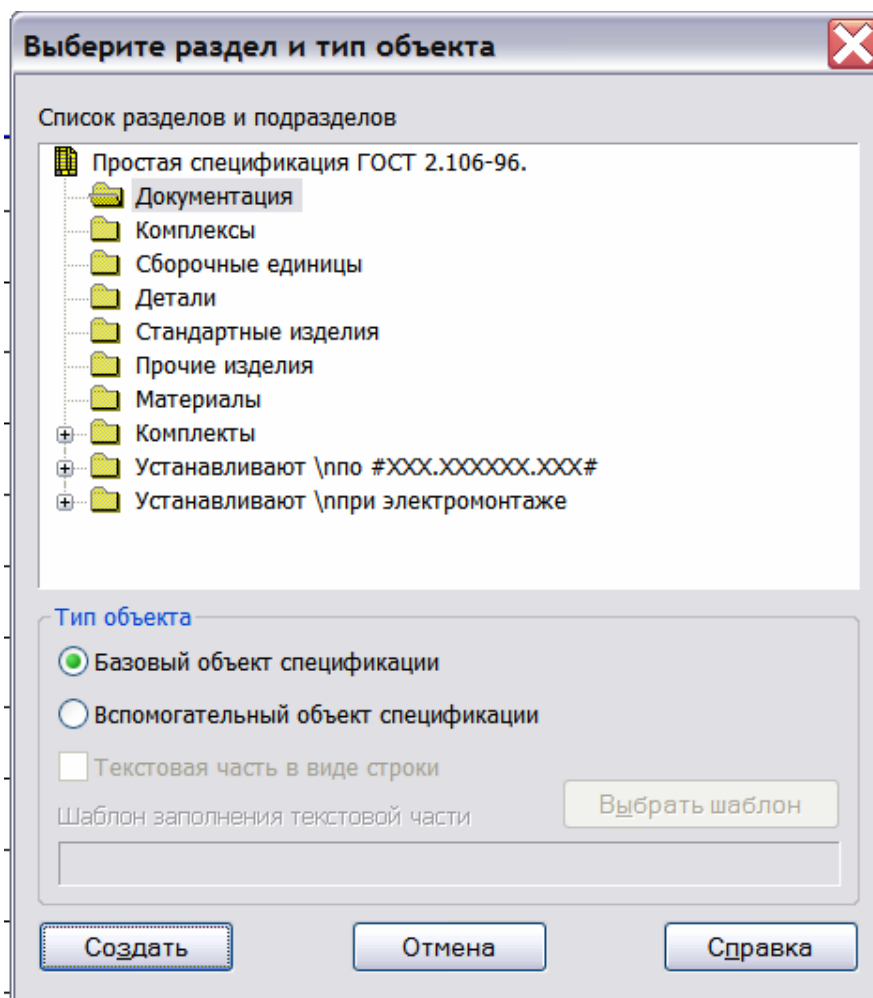 Выберите раздел и тип объекта
Список разделов и подразделов
Простая спецификация ГОСТ 2.106-96.
Документация
Комплексы
Сборочные единицы
Детали
Стандартные изделия
Прочие изделия
Материалы
Комплекты
Устанавливают \nпо #XXX.XXXXXX.XXX#
Устанавливают \nпри электромонтаже
Тип объекта
Базовый объект спецификации
Вспомогательный объект спецификации
Текстовая часть в виде строки
Шаблон заполнения текстовой части
Выбрать шаблон
Создать Отмена Справка